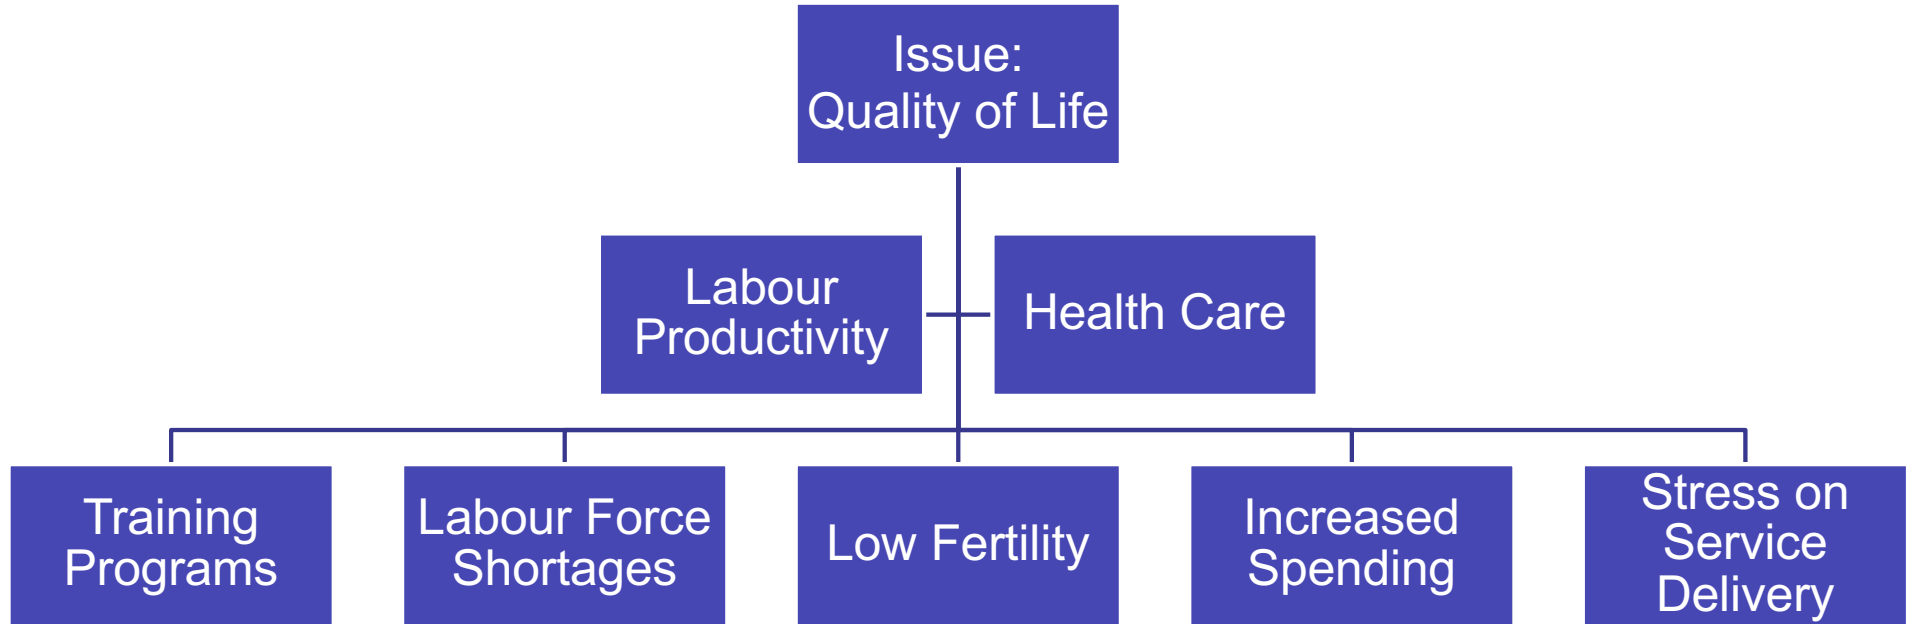 Issue:
Quality of Life
Labour
Productivity
Health Care
Training
Programs
Labour Force
Shortages
Low Fertility
Increased
Spending
Stress on
Service
Delivery